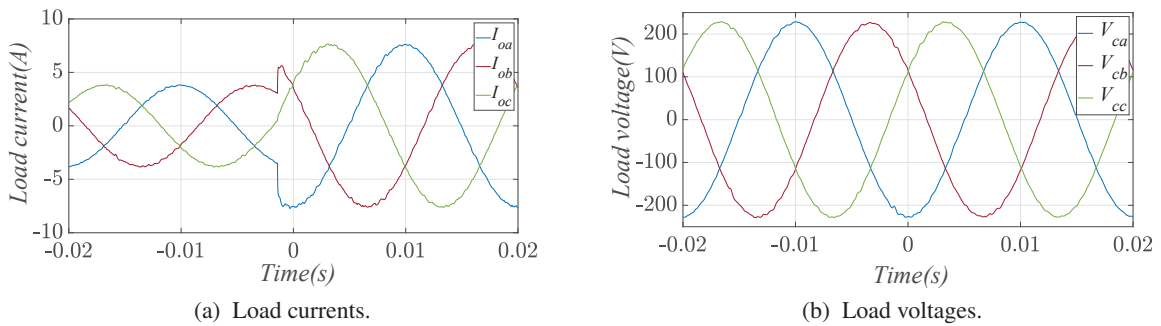 10
5
0
-5
-10
Load current(A)
I_oa
I_ob
I_oc
-0.02
-0.01
0
0.01
0.02
Time(s)
(a) Load currents.
200
100
0
-100
-200
Load voltage(V)
V_ca
V_cb
V_cc
-0.02
-0.01
0
0.01
0.02
Time(s)
(b) Load voltages.